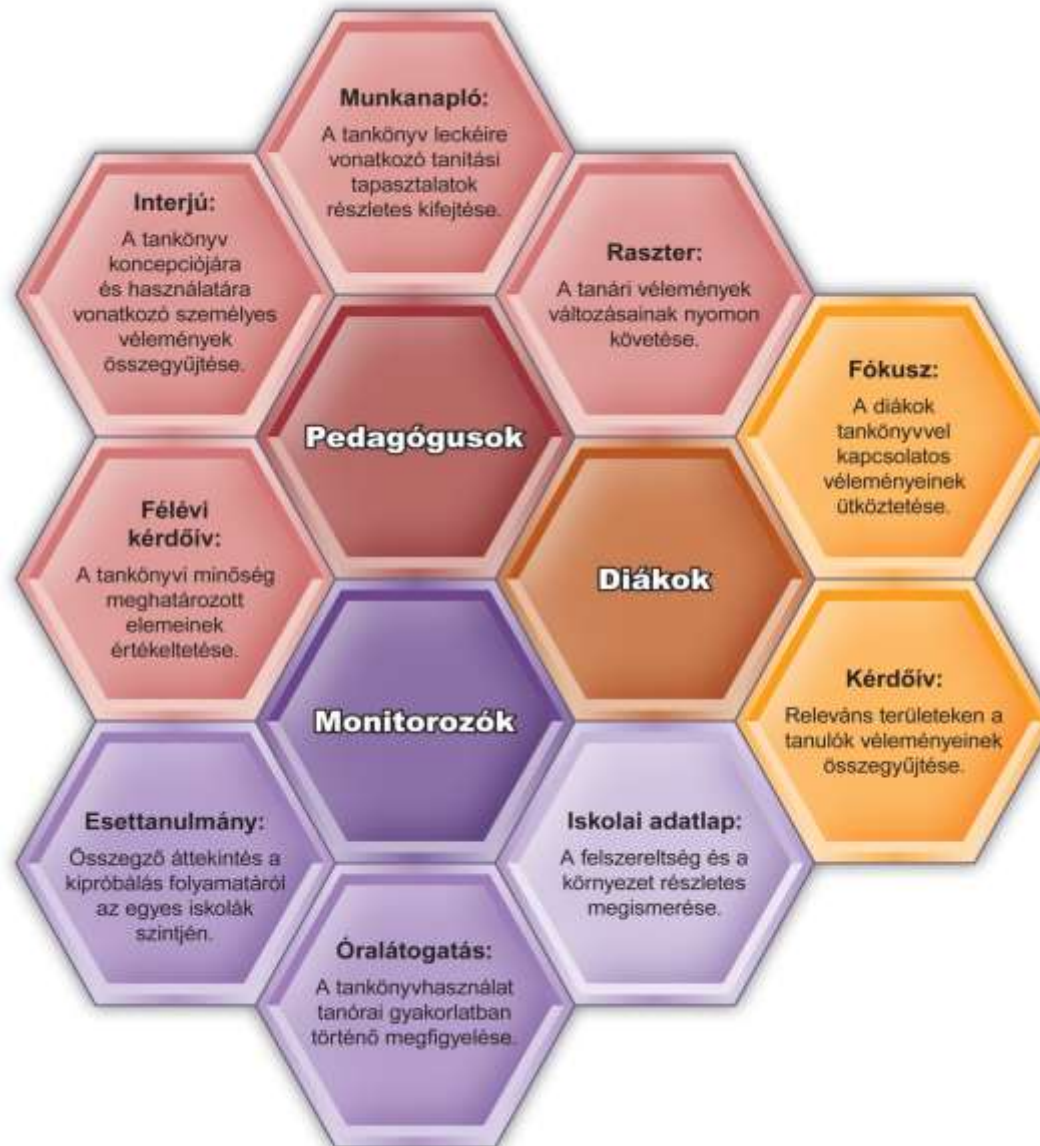 Munkanapló:
A tankönyv leckéire
vonatkozó tanítási
tapasztalatok
részletes kifejtése.
Interjú:
A tankönyv
koncepciójára
és használatára
vonatkozó személyes
vélemények
összegyűjtése.
Raszter:
A tanári vélemények
változásainak nyomon
követése.
Fókusz:
A diákok
tankönyvvel
kapcsolatos
véleményeinek
ütköztetése.
Pedagógusok
Félévi
kérdőív:
A tankönyvi minőség
meghatározott
elemeinek
értékeltetése.
Diákok
Kérdőív:
Releváns területeken a
tanulók véleményeinek
összegyűjtése.
Monitorozók
Esettanulmány:
Összegző áttekintés a
kipróbálás folyamatáról
az egyes iskolák
szintjén.
Iskolai adatlap:
A felszereltség és a
környezet részletes
megismerése.
Óralátogatás:
A tankönyvhasználat
tanórai gyakorlatban
történő megfigyelése.